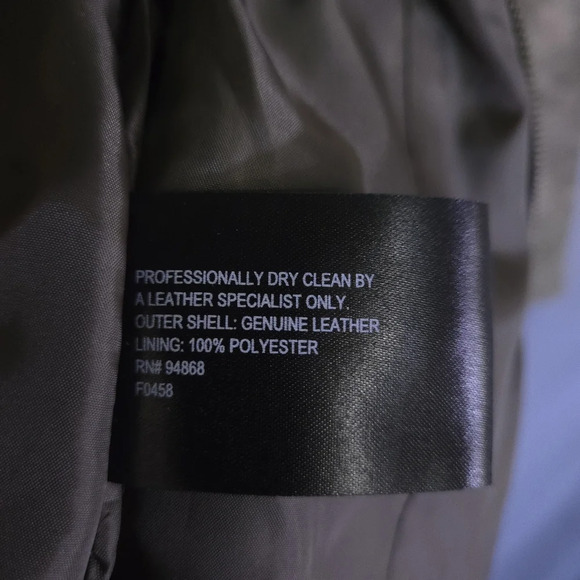 PROFESSIONALLY DRY CLEAN BY
A LEATHER SPECIALIST ONLY.
OUTER SHELL: GENUINE LEATHER
LINING: 100% POLYESTER
RN# 94868
F0458